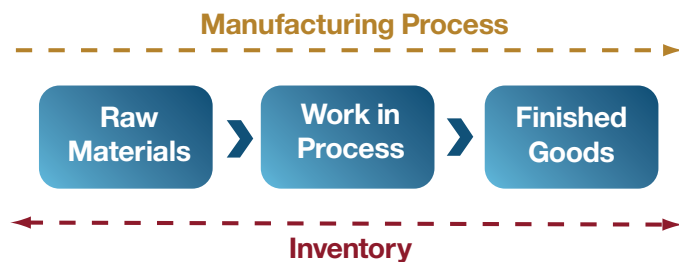 Manufacturing Process
Raw
Materials
Work in
Process
Finished
Goods
Inventory